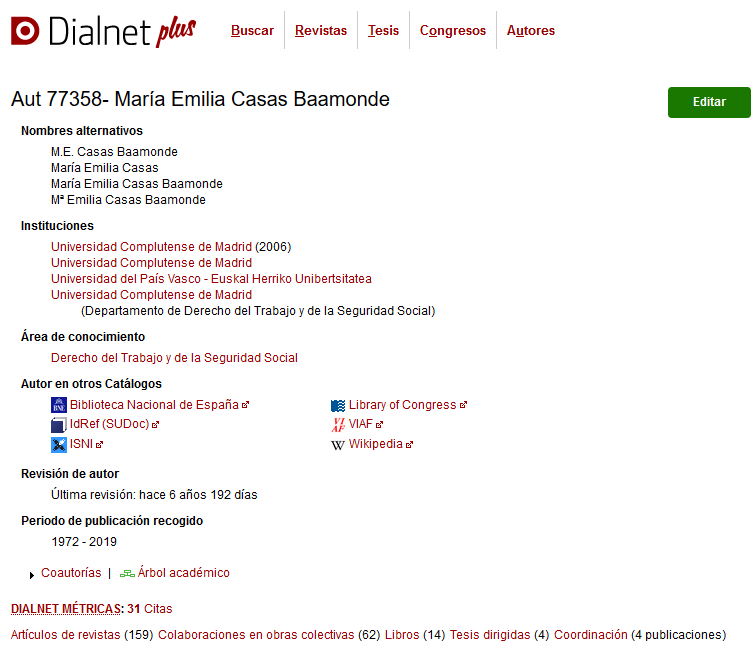 Dialnet plus
Buscar Revistas Tesis Congresos Autores
Aut 77358- María Emilia Casas Baamonde
Editar
Nombres alternativos
M.E. Casas Baamonde
María Emilia Casas
María Emilia Casas Baamonde
Mª Emilia Casas Baamonde
Instituciones
Universidad Complutense de Madrid (2006)
Universidad Complutense de Madrid
Universidad del País Vasco - Euskal Herriko Unibertsitatea
Universidad Complutense de Madrid
(Departamento de Derecho del Trabajo y de la Seguridad Social)
Área de conocimiento
Derecho del Trabajo y de la Seguridad Social
Autor en otros Catálogos
BNE Biblioteca Nacional de España Library of Congress
IdRef (SUDoc) VIAF VIAF
ISNI W Wikipedia
Revisión de autor
Última revisión: hace 6 años 192 días
Periodo de publicación recogido
1972 - 2019
Coautorías | Árbol académico
DIALNET MÉTRICAS: 31 Citas
Artículos de revistas (159) Colaboraciones en obras colectivas (62) Libros (14) Tesis dirigidas (4) Coordinación (4 publicaciones)